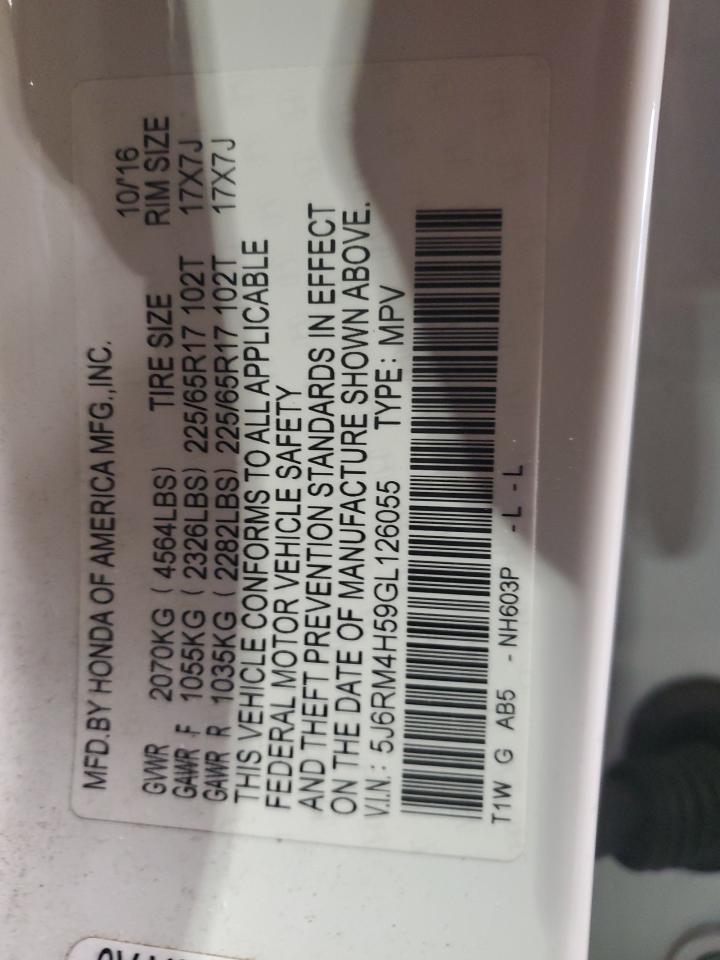 MFD.BY HONDA OF AMERICA MFG.,INC. 10/'16
GVWR 2070KG ( 4564LBS) TIRE SIZE RIM SIZE
GAWR F 1055KG ( 2326LBS) 225/65R17 102T 17X7J
GAWR R 1035KG ( 2282LBS) 225/65R17 102T 17X7J
THIS VEHICLE CONFORMS TO ALL APPLICABLE
FEDERAL MOTOR VEHICLE SAFETY
AND THEFT PREVENTION STANDARDS IN EFFECT
ON THE DATE OF MANUFACTURE SHOWN ABOVE.
V.I.N.: 5J6RM4H59GL126055 TYPE: MPV
T1W G AB5 - NH603P - L - L